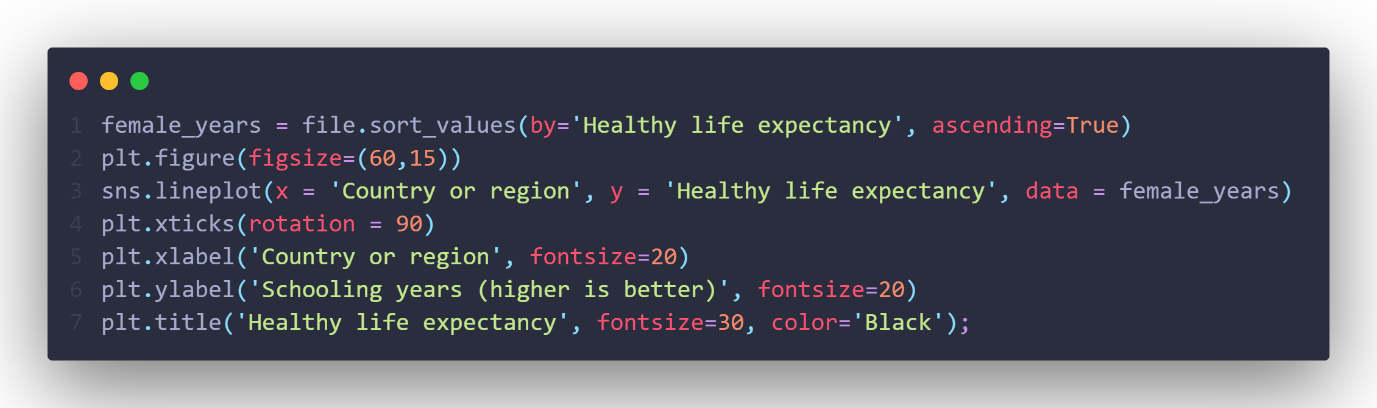 1 female_years = file.sort_values(by='Healthy life expectancy', ascending=True)
2 plt.figure(figsize=(60,15))
3 sns.lineplot(x = 'Country or region', y = 'Healthy life expectancy', data = female_years)
4 plt.xticks(rotation = 90)
5 plt.xlabel('Country or region', fontsize=20)
6 plt.ylabel('Schooling years (higher is better)', fontsize=20)
7 plt.title('Healthy life expectancy', fontsize=30, color='Black');